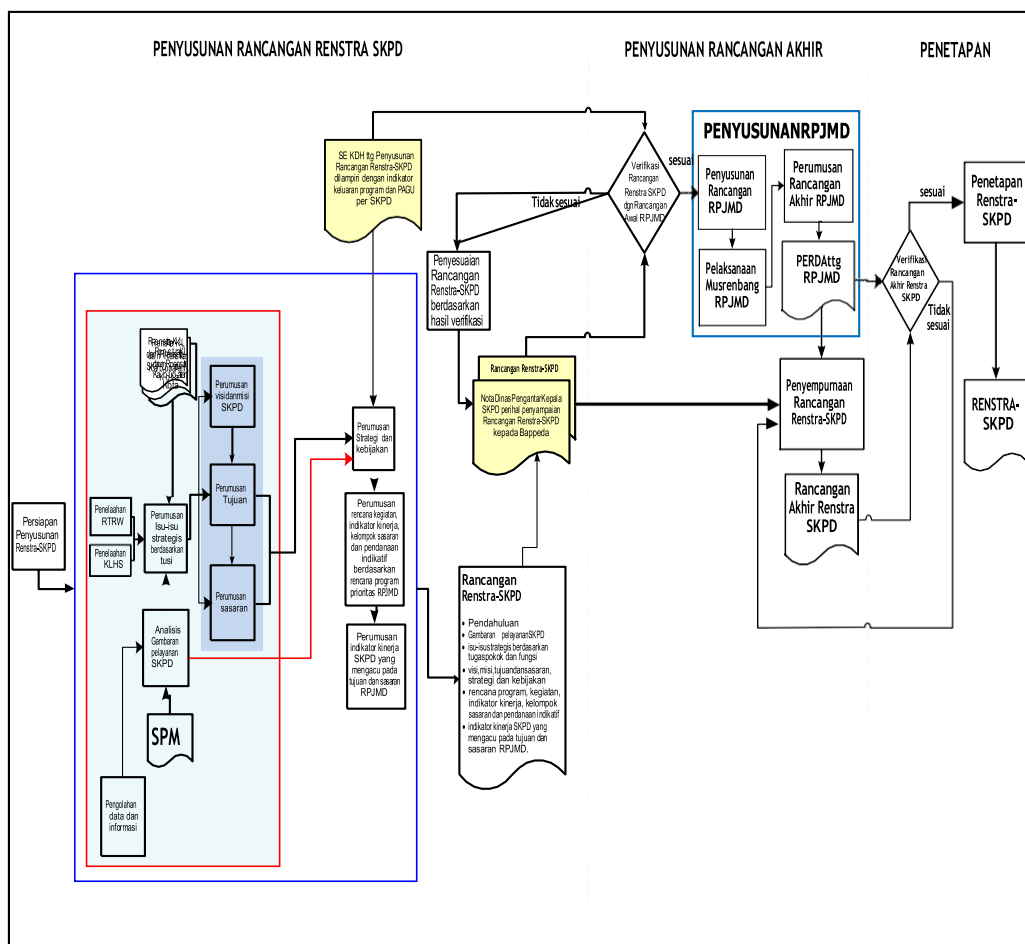 PENYUSUNAN RANCANGAN RENSTRA SKPD
PENYUSUNAN RANCANGAN AKHIR
PENETAPAN
SE KDH ttg Penyusunan
Rancangan Renstra-SKPD
dilampiri dengan indikator
keluaran program dan PAGU
per SKPD
Verifikasi
Rancangan
Renstra SKPD
dgn Rancangan
Awal RPJMD
sesuai
Tidak sesuai
PENYUSUNANRPJMD
Penyusunan
Rancangan
RPJMD
Perumusan
Rancangan
Akhir RPJMD
Pelaksanaan
Musrenbang
RPJMD
PERDAttg
RPJMD
sesuai
Penetapan
Renstra-
SKPD
Verifikasi
Rancangan
Akhir Renstra
SKPD
Tidak
sesuai
Penyesuaian
Rancangan
Renstra-SKPD
berdasarkan
hasil verifikasi
Rancangan Renstra-SKPD
NotaDinasPengantarKepala
SKPD perihal penyampaian
Rancangan Renstra-SKPD
kepada Bappeda
Penyempurnaan
Rancangan
Renstra-SKPD
RENSTRA-
SKPD
Rancangan
Akhir Renstra
SKPD
Kota
Perumusan
visidanmisi
SKPD
Perumusan
Tujuan
Perumusan
sasaran
Perumusan
Strategi dan
kebijakan
Persiapan
Penyusunan
Renstra-SKPD
Penelaahan
RTRW
Penelaahan
KLHS
Perumusan
Isu-isu
strategis
berdasarkan
tusi
Perumusan
rencana kegiatan,
indikator kinerja,
kelompok sasaran
dan pendanaan
indikatif
berdasarkan
rencana program
prioritas RPJMD
Analisis
Gambaran
pelayanan
SKPD
Perumusan
indikator kinerja
SKPD yang
mengacu pada
tujuan dan sasaran
RPJMD
SPM
Pengolahan
data dan
informasi
Rancangan
Renstra-SKPD
• Pendahuluan
• Gambaran pelayananSKPD
• isu-isustrategis berdasarkan
tugaspokok dan fungsi
• visi,misi,tujuandansasaran,
strategi dan kebijakan
• rencana program, kegiatan,
indikator kinerja, kelompok
sasarandan pendanaan indikatif
• indikator kinerja SKPD yang
mengacu pada tujuan dan
sasaran RPJMD.